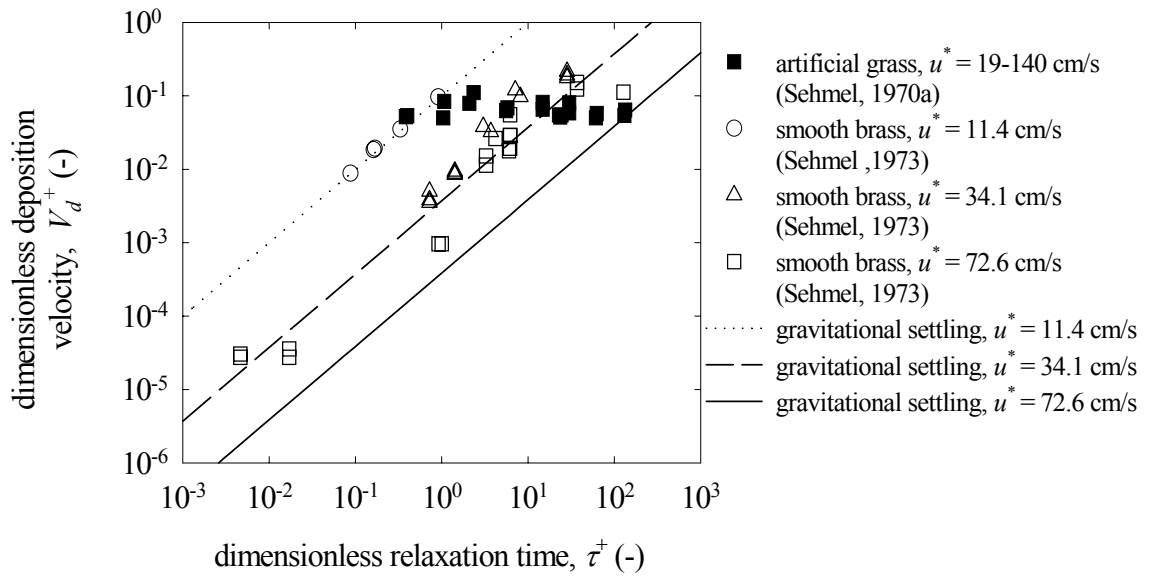 10^0
10^-1
10^-2
10^-3
10^-4
10^-5
10^-6
10^-3 10^-2 10^-1 10^0 10^1 10^2 10^3
dimensionless deposition
velocity, V_d^+ (-)
dimensionless relaxation time, τ^+ (-)
artificial grass, u^* = 19-140 cm/s
(Sehmel, 1970a)
smooth brass, u^* = 11.4 cm/s
(Sehmel ,1973)
smooth brass, u^* = 34.1 cm/s
(Sehmel, 1973)
smooth brass, u^* = 72.6 cm/s
(Sehmel, 1973)
gravitational settling, u^* = 11.4 cm/s
gravitational settling, u^* = 34.1 cm/s
gravitational settling, u^* = 72.6 cm/s